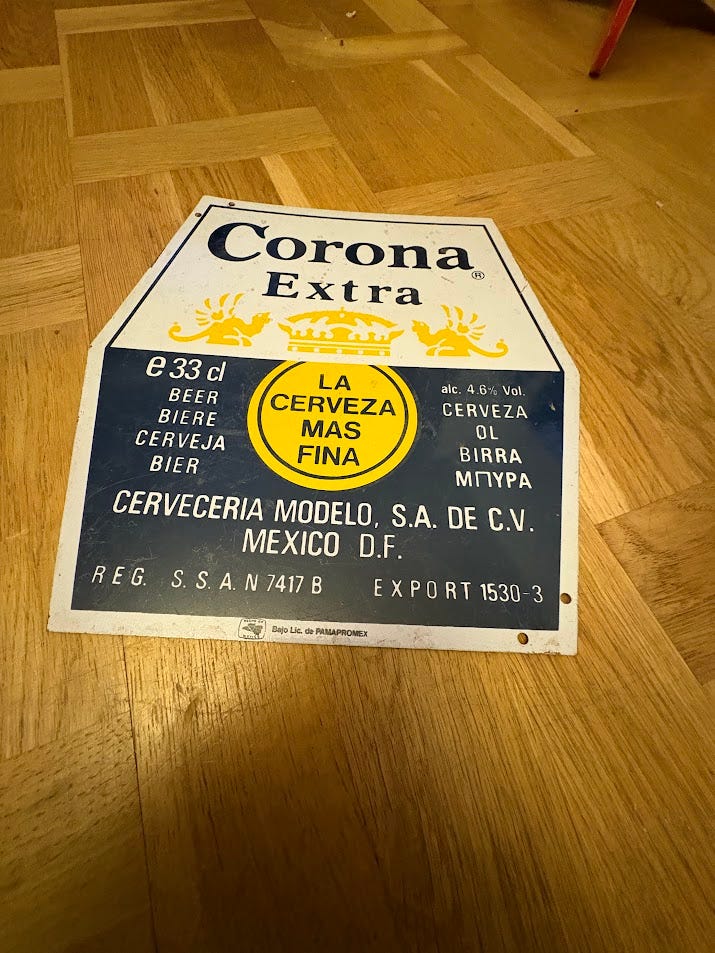 Corona ®
Extra
e 33 cl
BEER
BIERE
CERVEJA
BIER
LA
CERVEZA
MAS
FINA
alc. 4.6% Vol.
CERVEZA
OL
BIRRA
МПYPA
CERVECERIA MODELO, S.A. DE C.V.
MEXICO D.F.
REG. S.S.A. N 7417 B EXPORT 1530-3
Bajo Lic. de PAMAPROMEX